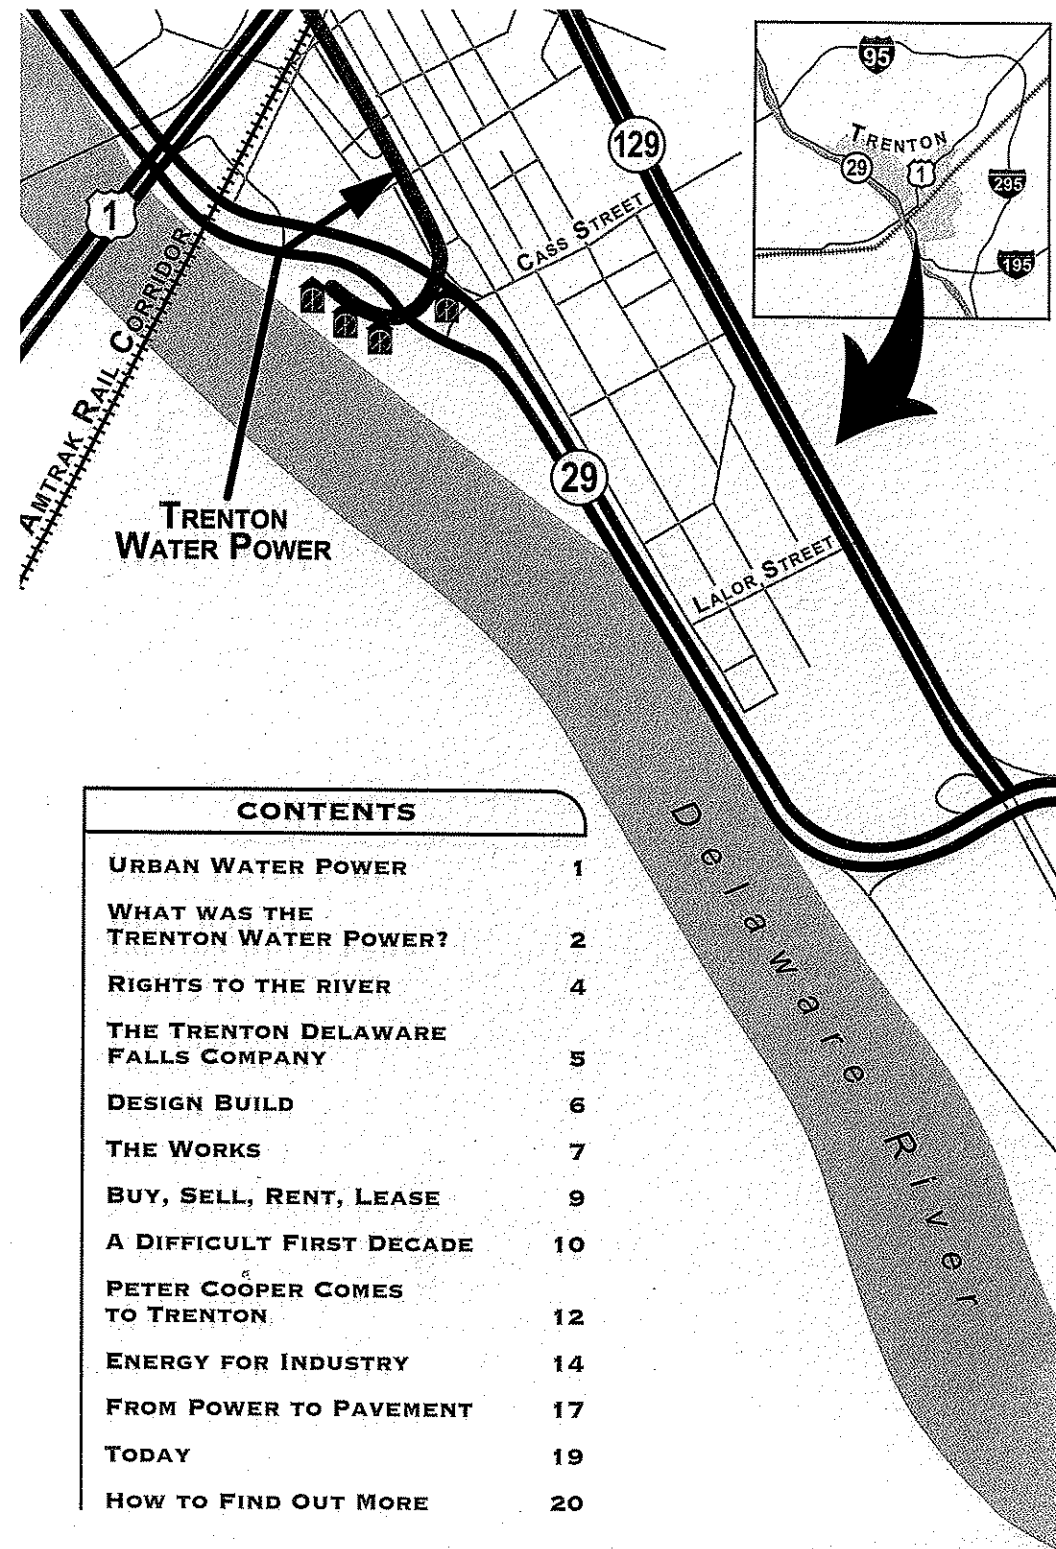 95
TRENTON
29
1
295
195
129
1
CASS STREET
AMTRAK RAIL CORRIDOR
29
TRENTON
WATER POWER
LALOR STREET
Delaware River
CONTENTS
URBAN WATER POWER 1
WHAT WAS THE
TRENTON WATER POWER? 2
RIGHTS TO THE RIVER 4
THE TRENTON DELAWARE
FALLS COMPANY 5
DESIGN BUILD 6
THE WORKS 7
BUY, SELL, RENT, LEASE 9
A DIFFICULT FIRST DECADE 10
PETER COOPER COMES
TO TRENTON 12
ENERGY FOR INDUSTRY 14
FROM POWER TO PAVEMENT 17
TODAY 19
HOW TO FIND OUT MORE 20